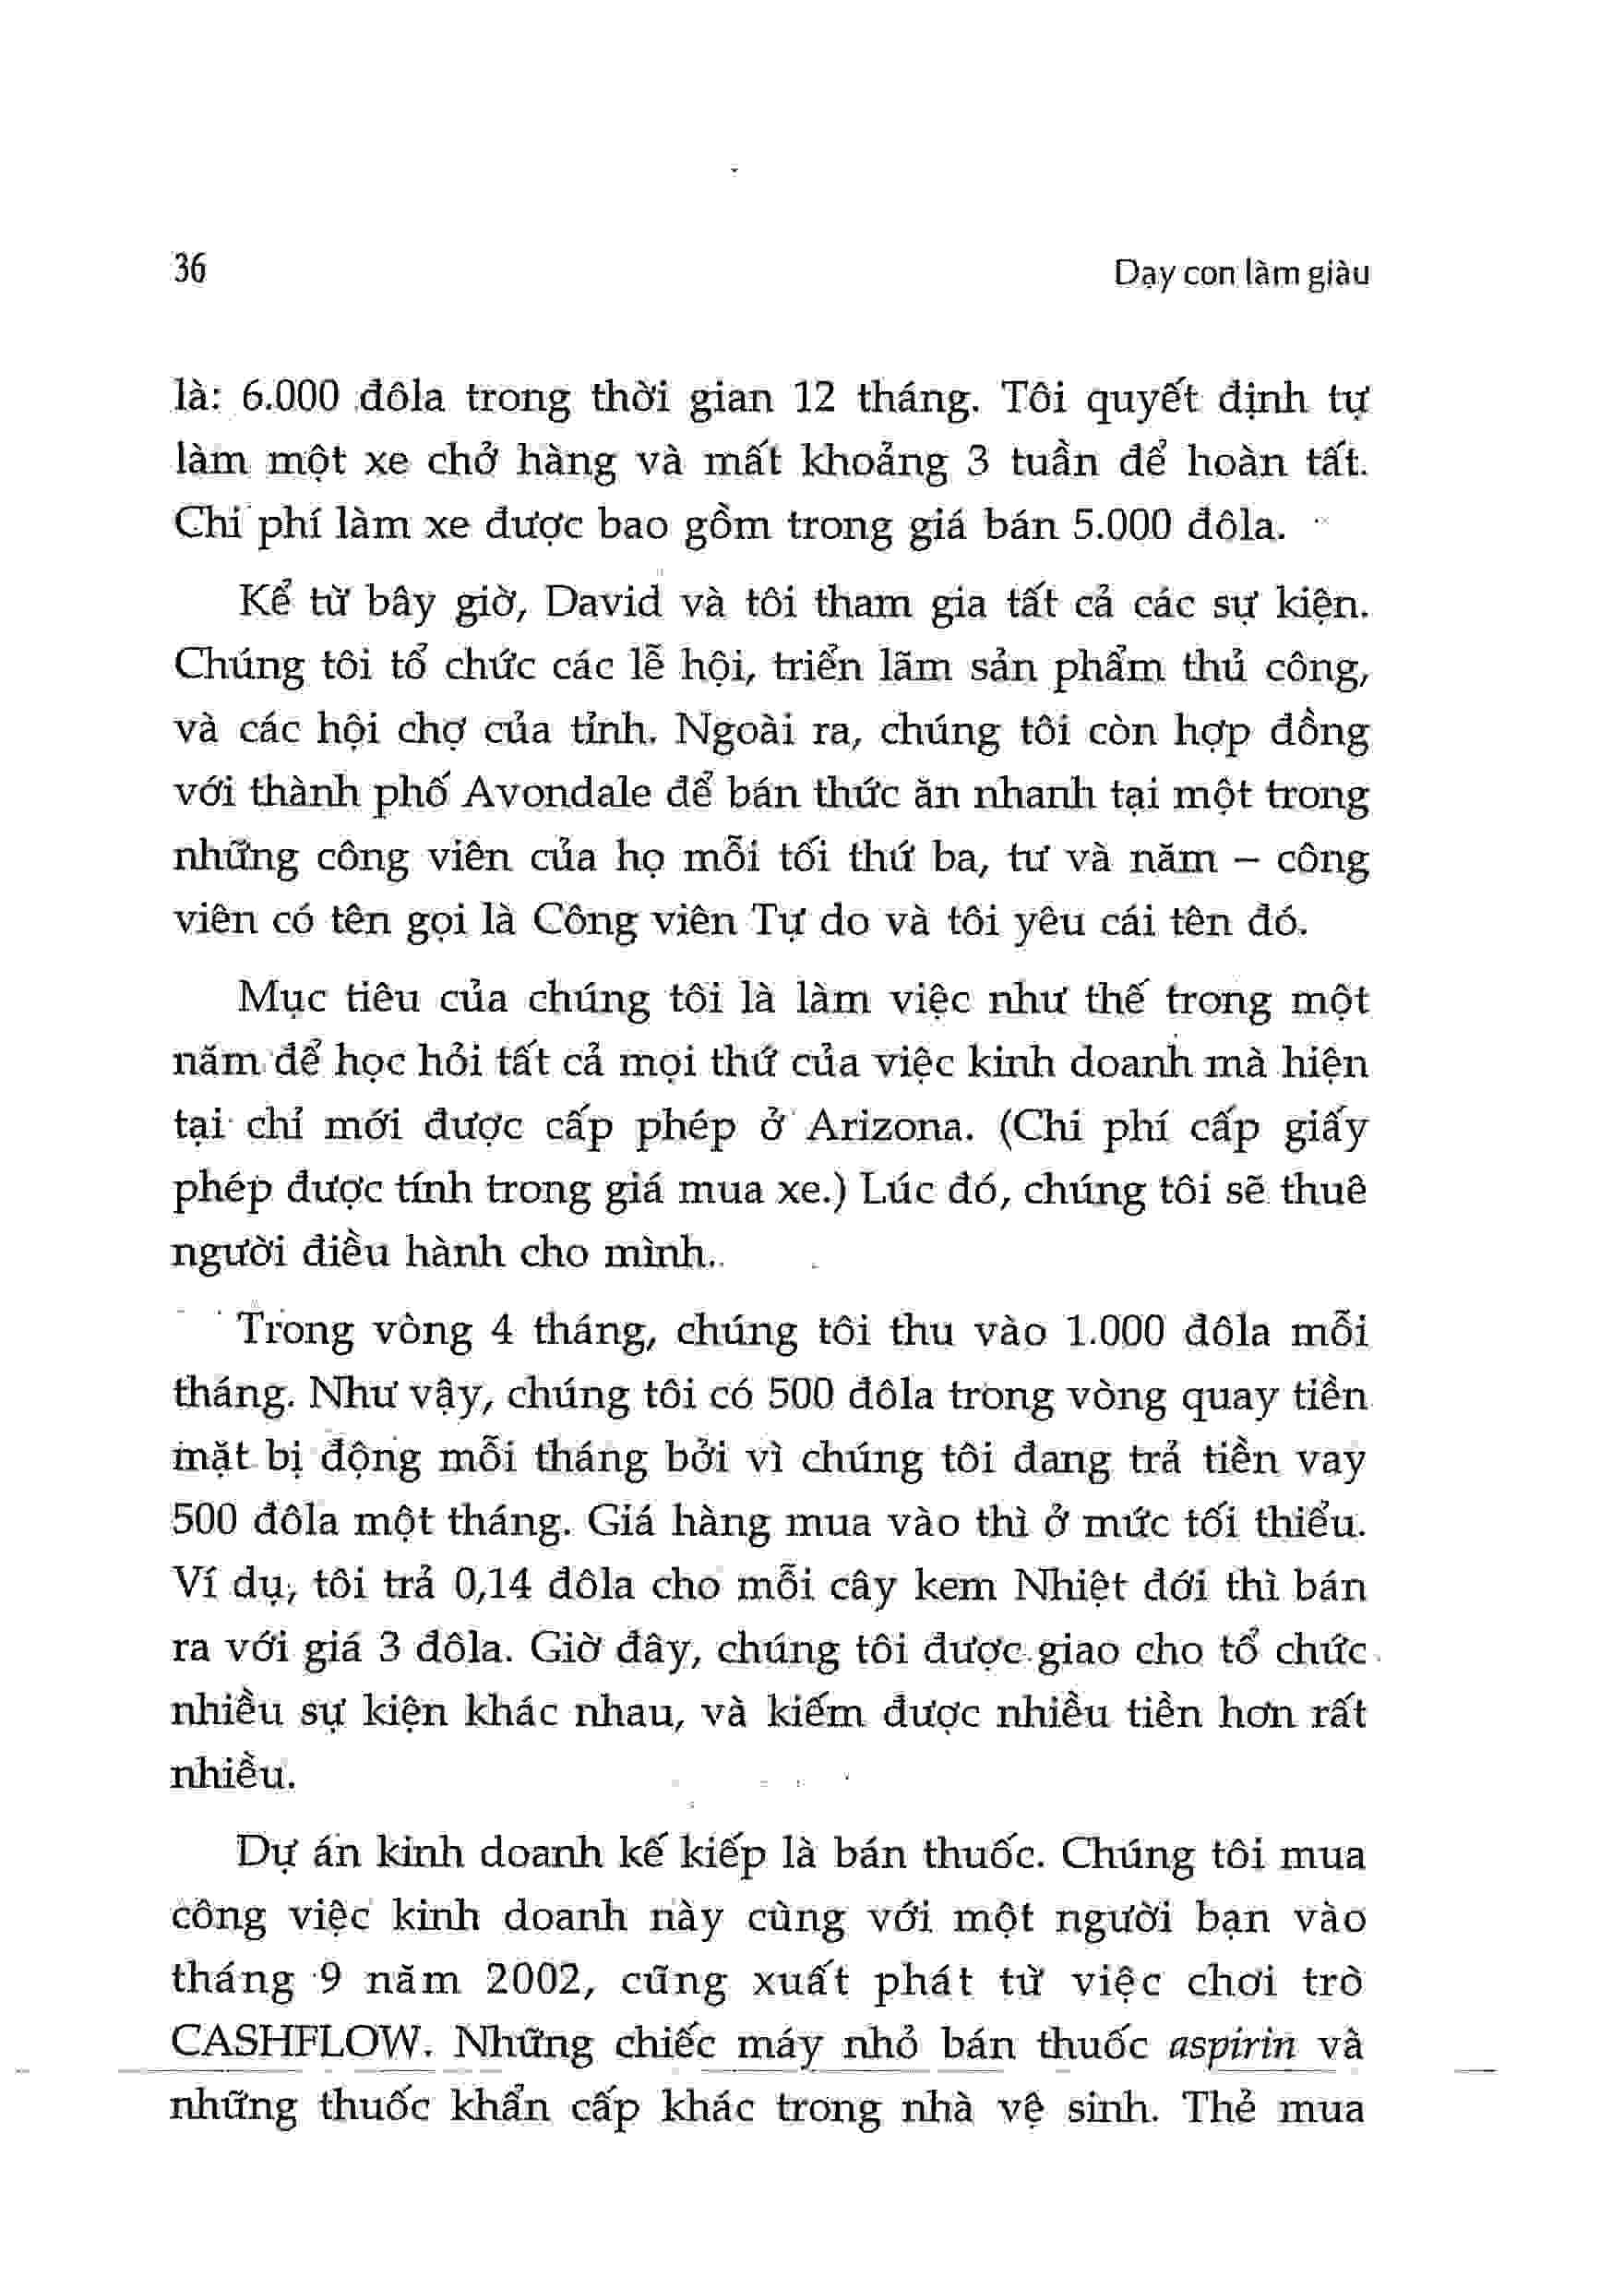 36
Dạy con làm giàu
là: 6.000 đôla trong thời gian 12 tháng. Tôi quyết định tự
làm một xe chở hàng và mất khoảng 3 tuần để hoàn tất.
Chi phí làm xe được bao gồm trong giá bán 5.000 đôla.
Kể từ bây giờ, David và tôi tham gia tất cả các sự kiện.
Chúng tôi tổ chức các lễ hội, triển lãm sản phẩm thủ công,
và các hội chợ của tỉnh. Ngoài ra, chúng tôi còn hợp đồng
với thành phố Avondale để bán thức ăn nhanh tại một trong
những công viên của họ mỗi tối thứ ba, tư và năm – công
viên có tên gọi là Công viên Tự do và tôi yêu cái tên đó.
Mục tiêu của chúng tôi là làm việc như thế trong một
năm để học hỏi tất cả mọi thứ của việc kinh doanh mà hiện
tại chỉ mới được cấp phép ở Arizona. (Chi phí cấp giấy
phép được tính trong giá mua xe.) Lúc đó, chúng tôi sẽ thuê
người điều hành cho mình.
Trong vòng 4 tháng, chúng tôi thu vào 1.000 đôla mỗi
tháng. Như vậy, chúng tôi có 500 đôla trong vòng quay tiền
mặt bị động mỗi tháng bởi vì chúng tôi đang trả tiền vay
500 đôla một tháng. Giá hàng mua vào thì ở mức tối thiểu.
Ví dụ, tôi trả 0,14 đôla cho mỗi cây kem Nhiệt đới thì bán
ra với giá 3 đôla. Giờ đây, chúng tôi được giao cho tổ chức
nhiều sự kiện khác nhau, và kiếm được nhiều tiền hơn rất
nhiều.
Dự án kinh doanh kế kiếp là bán thuốc. Chúng tôi mua
công việc kinh doanh này cùng với một người bạn vào
tháng 9 năm 2002, cũng xuất phát từ việc chơi trò
CASHFLOW. Những chiếc máy nhỏ bán thuốc aspirin và
những thuốc khẩn cấp khác trong nhà vệ sinh. Thẻ mua